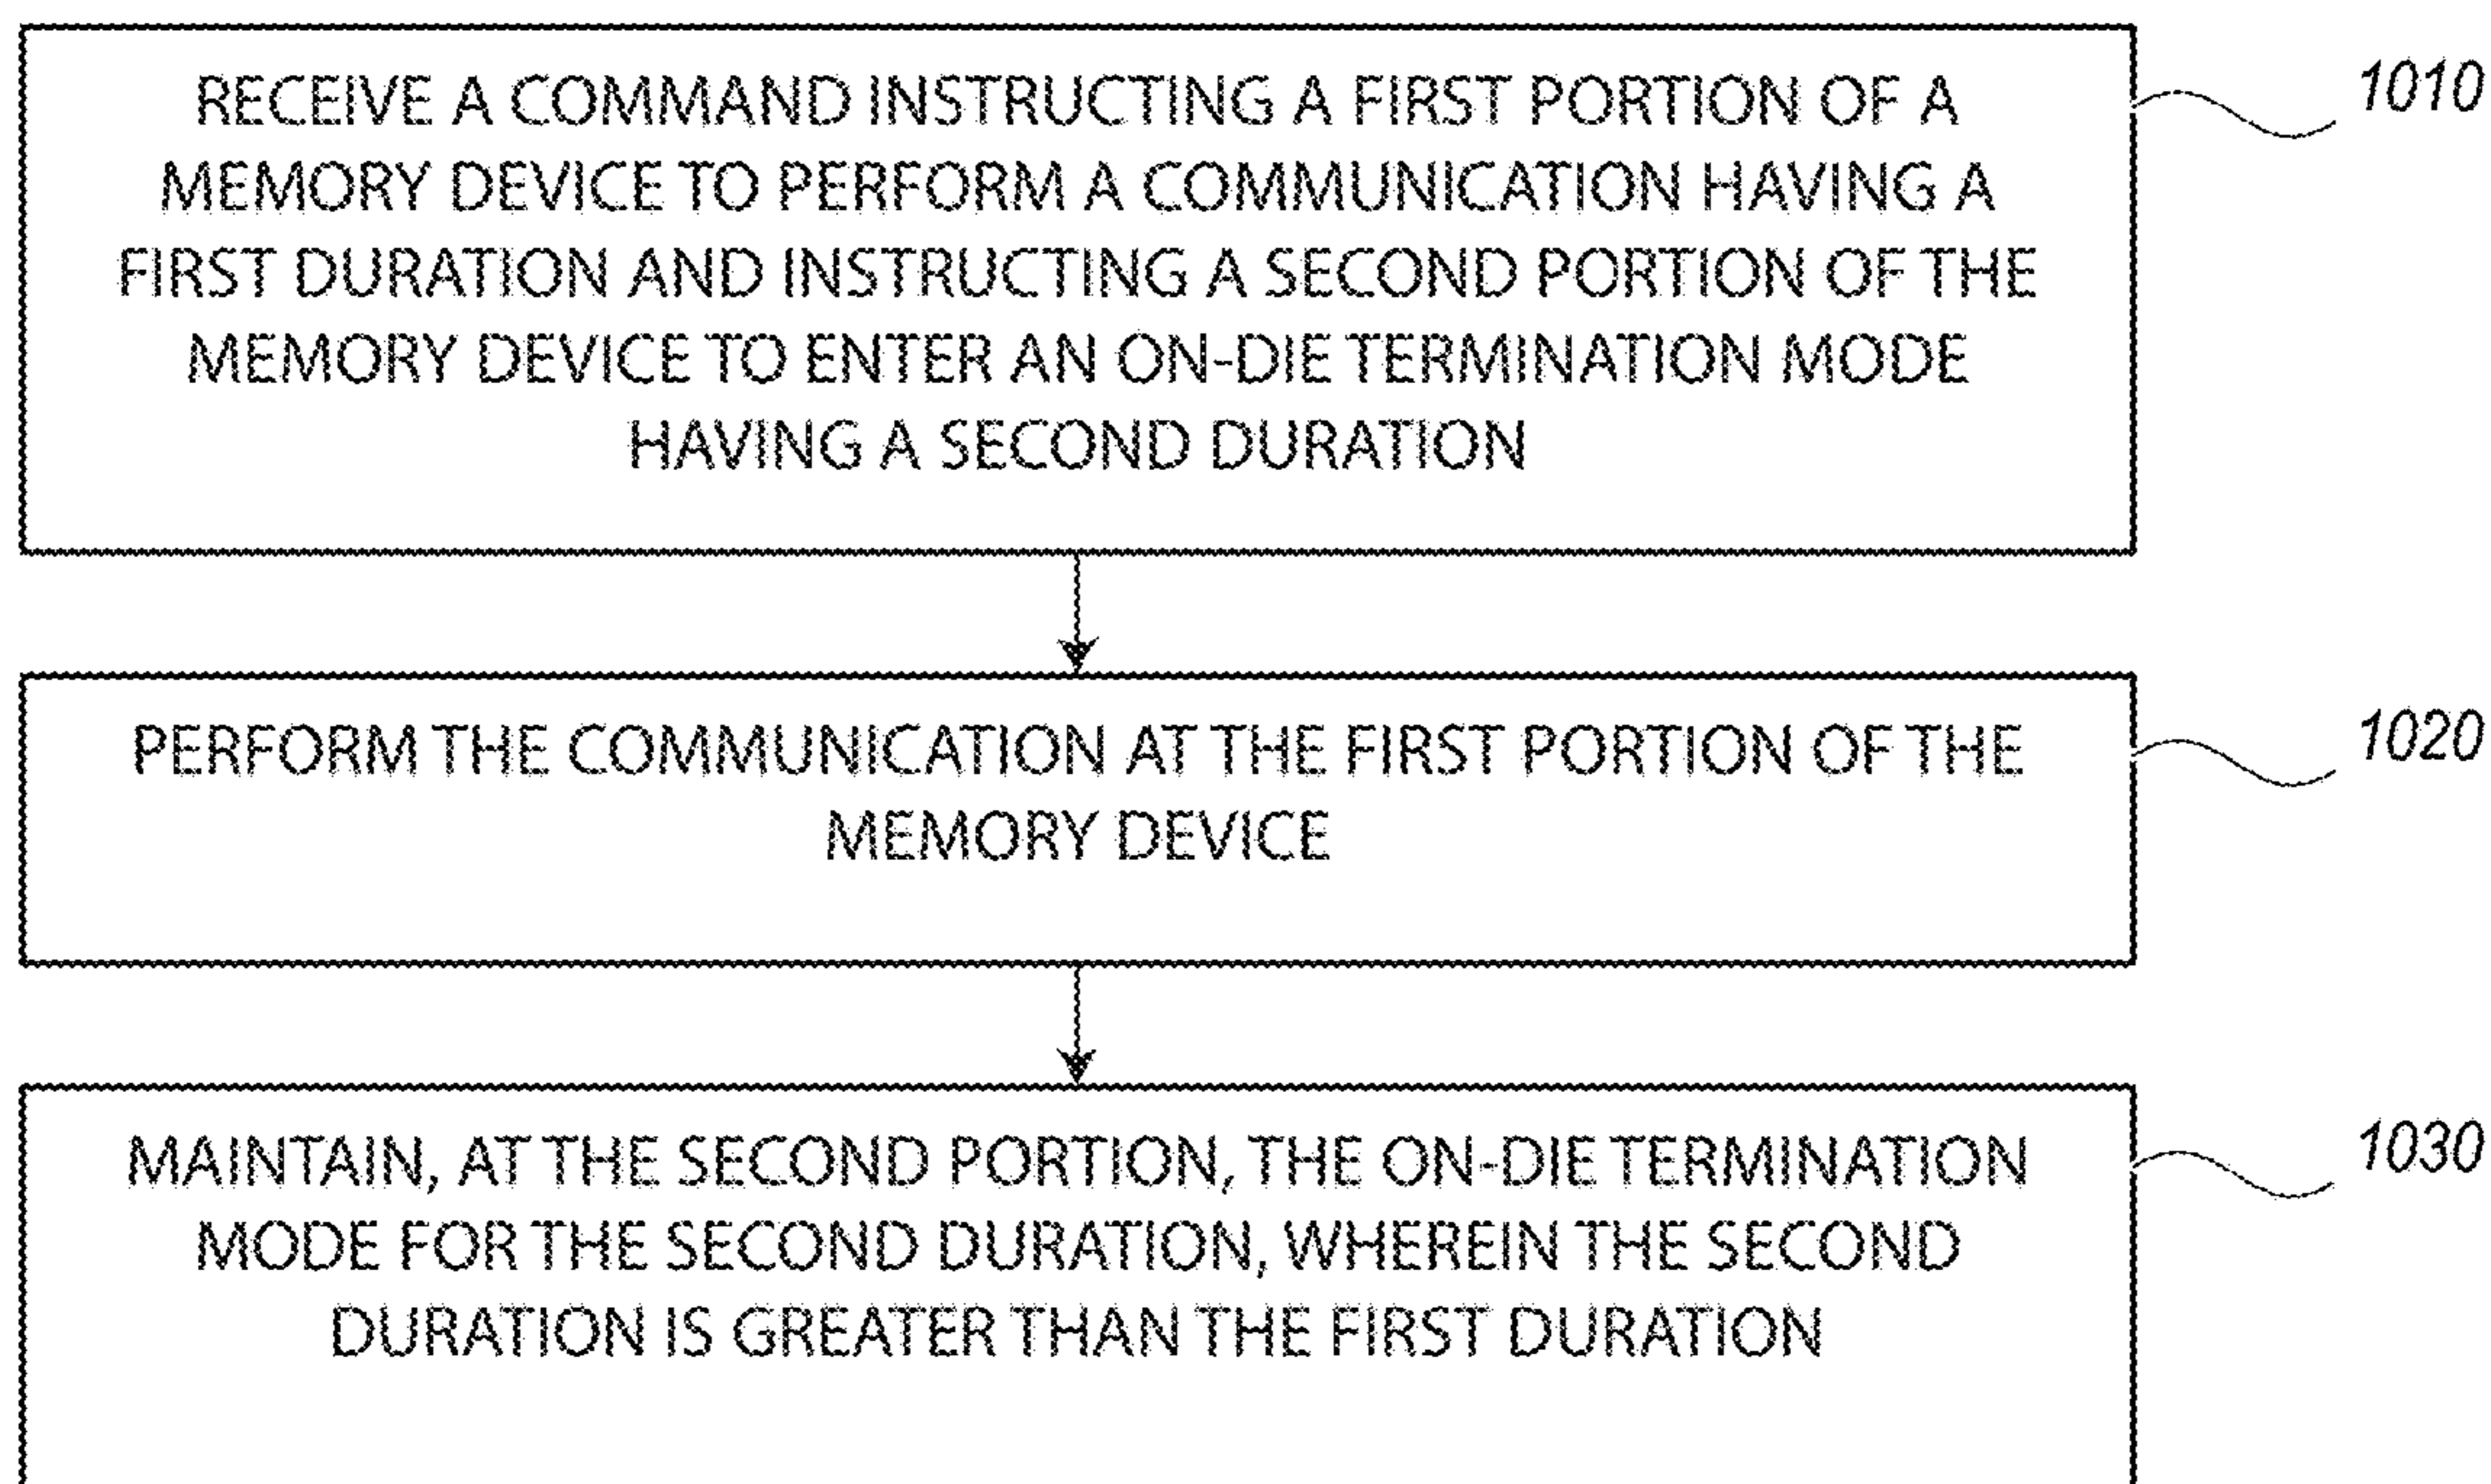 RECEIVE A COMMAND INSTRUCTING A FIRST PORTION OF A
MEMORY DEVICE TO PERFORM A COMMUNICATION HAVING A
FIRST DURATION AND INSTRUCTING A SECOND PORTION OF THE
MEMORY DEVICE TO ENTER AN ON-DIE TERMINATION MODE
HAVING A SECOND DURATION
1010
PERFORM THE COMMUNICATION AT THE FIRST PORTION OF THE
MEMORY DEVICE
1020
MAINTAIN, AT THE SECOND PORTION, THE ON-DIE TERMINATION
MODE FOR THE SECOND DURATION, WHEREIN THE SECOND
DURATION IS GREATER THAN THE FIRST DURATION
1030